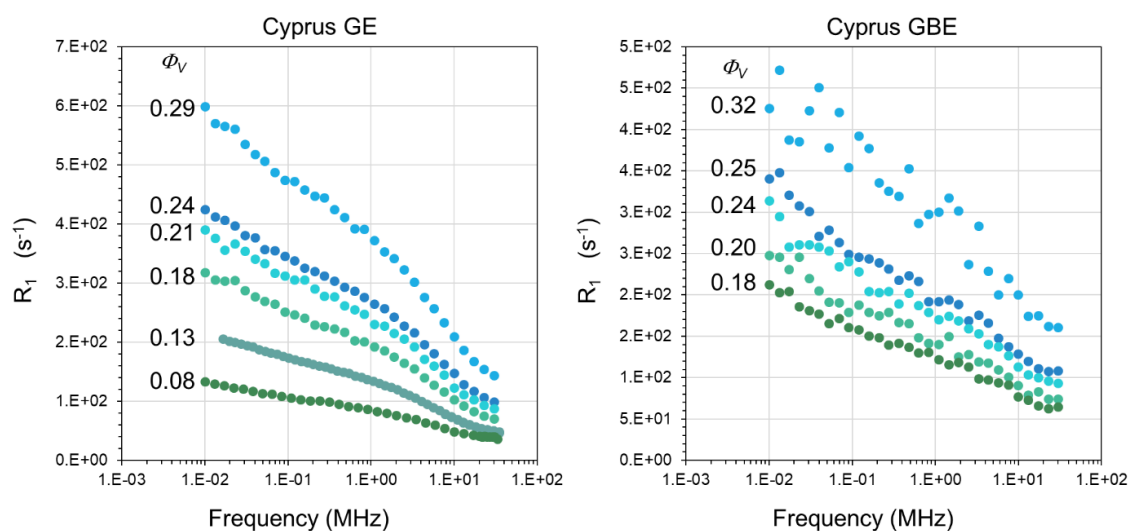 Cyprus GE
7.E+02
6.E+02
5.E+02
4.E+02
3.E+02
2.E+02
1.E+02
0.E+00
R₁ (s⁻¹)
Φ_V
0.29
0.24
0.21
0.18
0.13
0.08
1.E-03 1.E-02 1.E-01 1.E+00 1.E+01 1.E+02
Frequency (MHz)
Cyprus GBE
5.E+02
5.E+02
4.E+02
4.E+02
3.E+02
3.E+02
2.E+02
2.E+02
1.E+02
5.E+01
0.E+00
R₁ (s⁻¹)
Φ_V
0.32
0.25
0.24
0.20
0.18
1.E-03 1.E-02 1.E-01 1.E+00 1.E+01 1.E+02
Frequency (MHz)